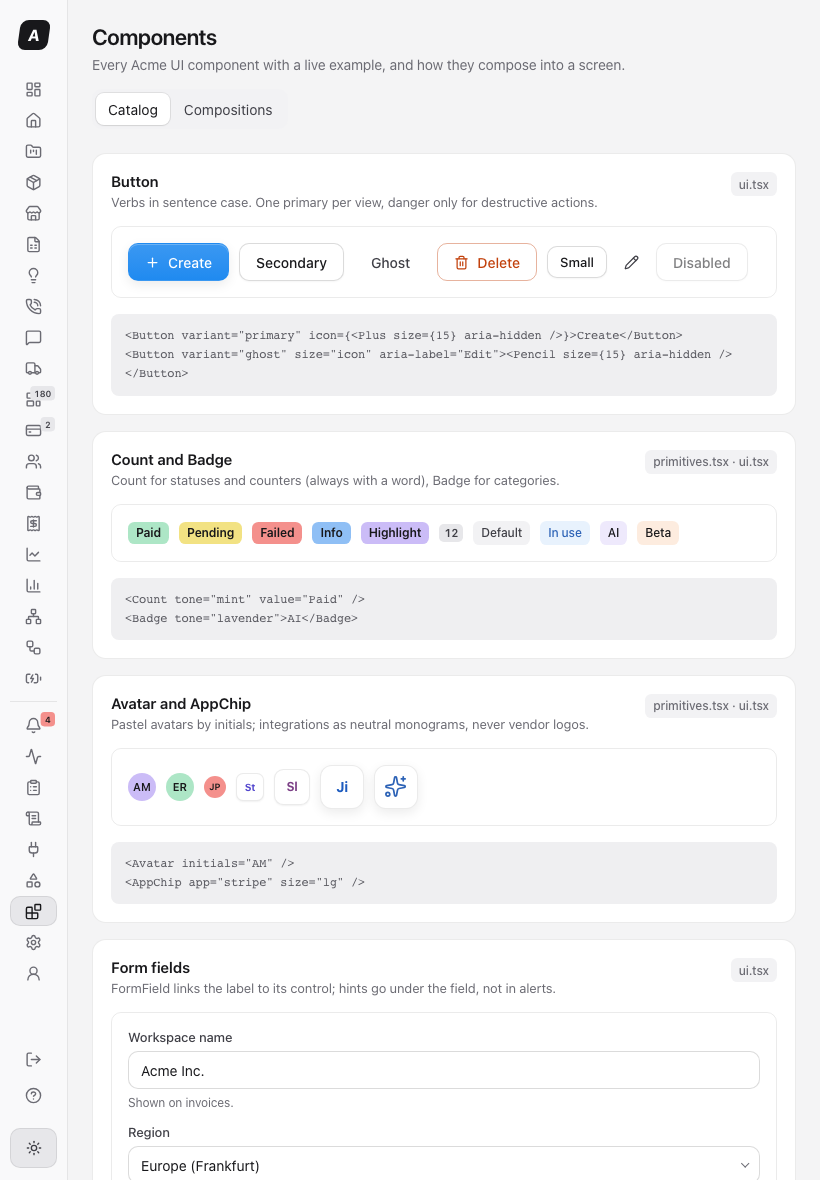 A
Components
Every Acme UI component with a live example, and how they compose into a screen.
Catalog
Compositions
Button
ui.tsx
Verbs in sentence case. One primary per view, danger only for destructive actions.
Create
Secondary
Ghost
Delete
Small
Disabled
<Button variant="primary" icon={<Plus size={15} aria-hidden />}>Create</Button>
<Button variant="ghost" size="icon" aria-label="Edit"><Pencil size={15} aria-hidden />
</Button>
180
2
Count and Badge
primitives.tsx · ui.tsx
Count for statuses and counters (always with a word), Badge for categories.
Paid
Pending
Failed
Info
Highlight
12
Default
In use
AI
Beta
<Count tone="mint" value="Paid" />
<Badge tone="lavender">AI</Badge>
4
Avatar and AppChip
primitives.tsx · ui.tsx
Pastel avatars by initials; integrations as neutral monograms, never vendor logos.
AM
ER
JP
St
Sl
Ji
<Avatar initials="AM" />
<AppChip app="stripe" size="lg" />
Form fields
ui.tsx
FormField links the label to its control; hints go under the field, not in alerts.
Workspace name
Acme Inc.
Shown on invoices.
Region
Europe (Frankfurt)